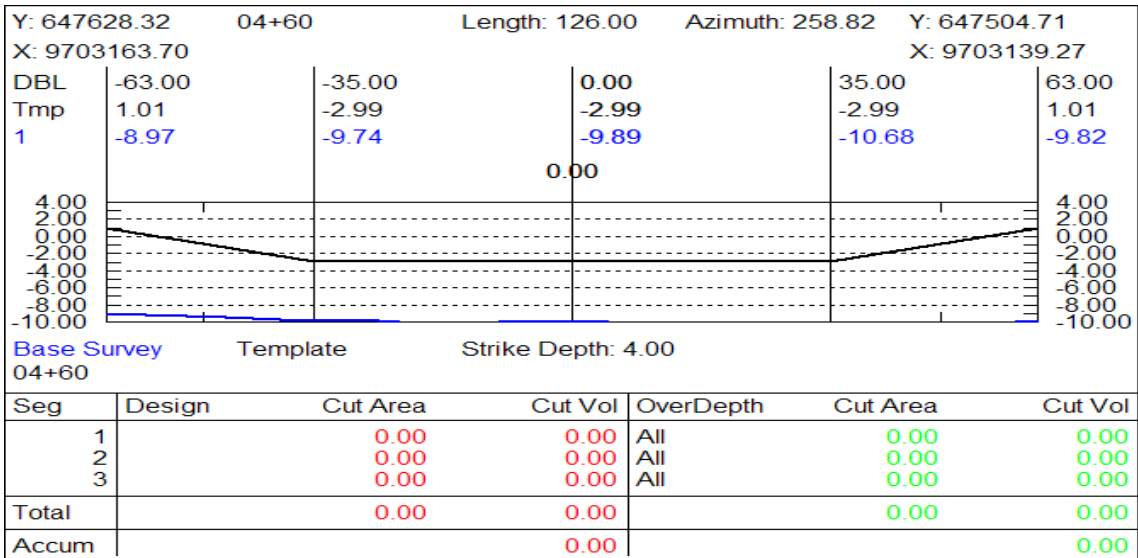 Y: 647628.32 04+60 Length: 126.00 Azimuth: 258.82 Y: 647504.71
X: 9703163.70 X: 9703139.27
DBL -63.00 -35.00 0.00 35.00 63.00
Tmp 1.01 -2.99 -2.99 -2.99 1.01
1 -8.97 -9.74 -9.89 -10.68 -9.82
0.00
4.00 4.00
2.00 2.00
0.00 0.00
-2.00 -2.00
-4.00 -4.00
-6.00 -6.00
-8.00 -8.00
-10.00 -10.00
Base Survey Template Strike Depth: 4.00
04+60
Seg Design Cut Area Cut Vol OverDepth Cut Area Cut Vol
1 0.00 0.00 All 0.00 0.00
2 0.00 0.00 All 0.00 0.00
3 0.00 0.00 All 0.00 0.00
Total 0.00 0.00 0.00 0.00
Accum 0.00 0.00